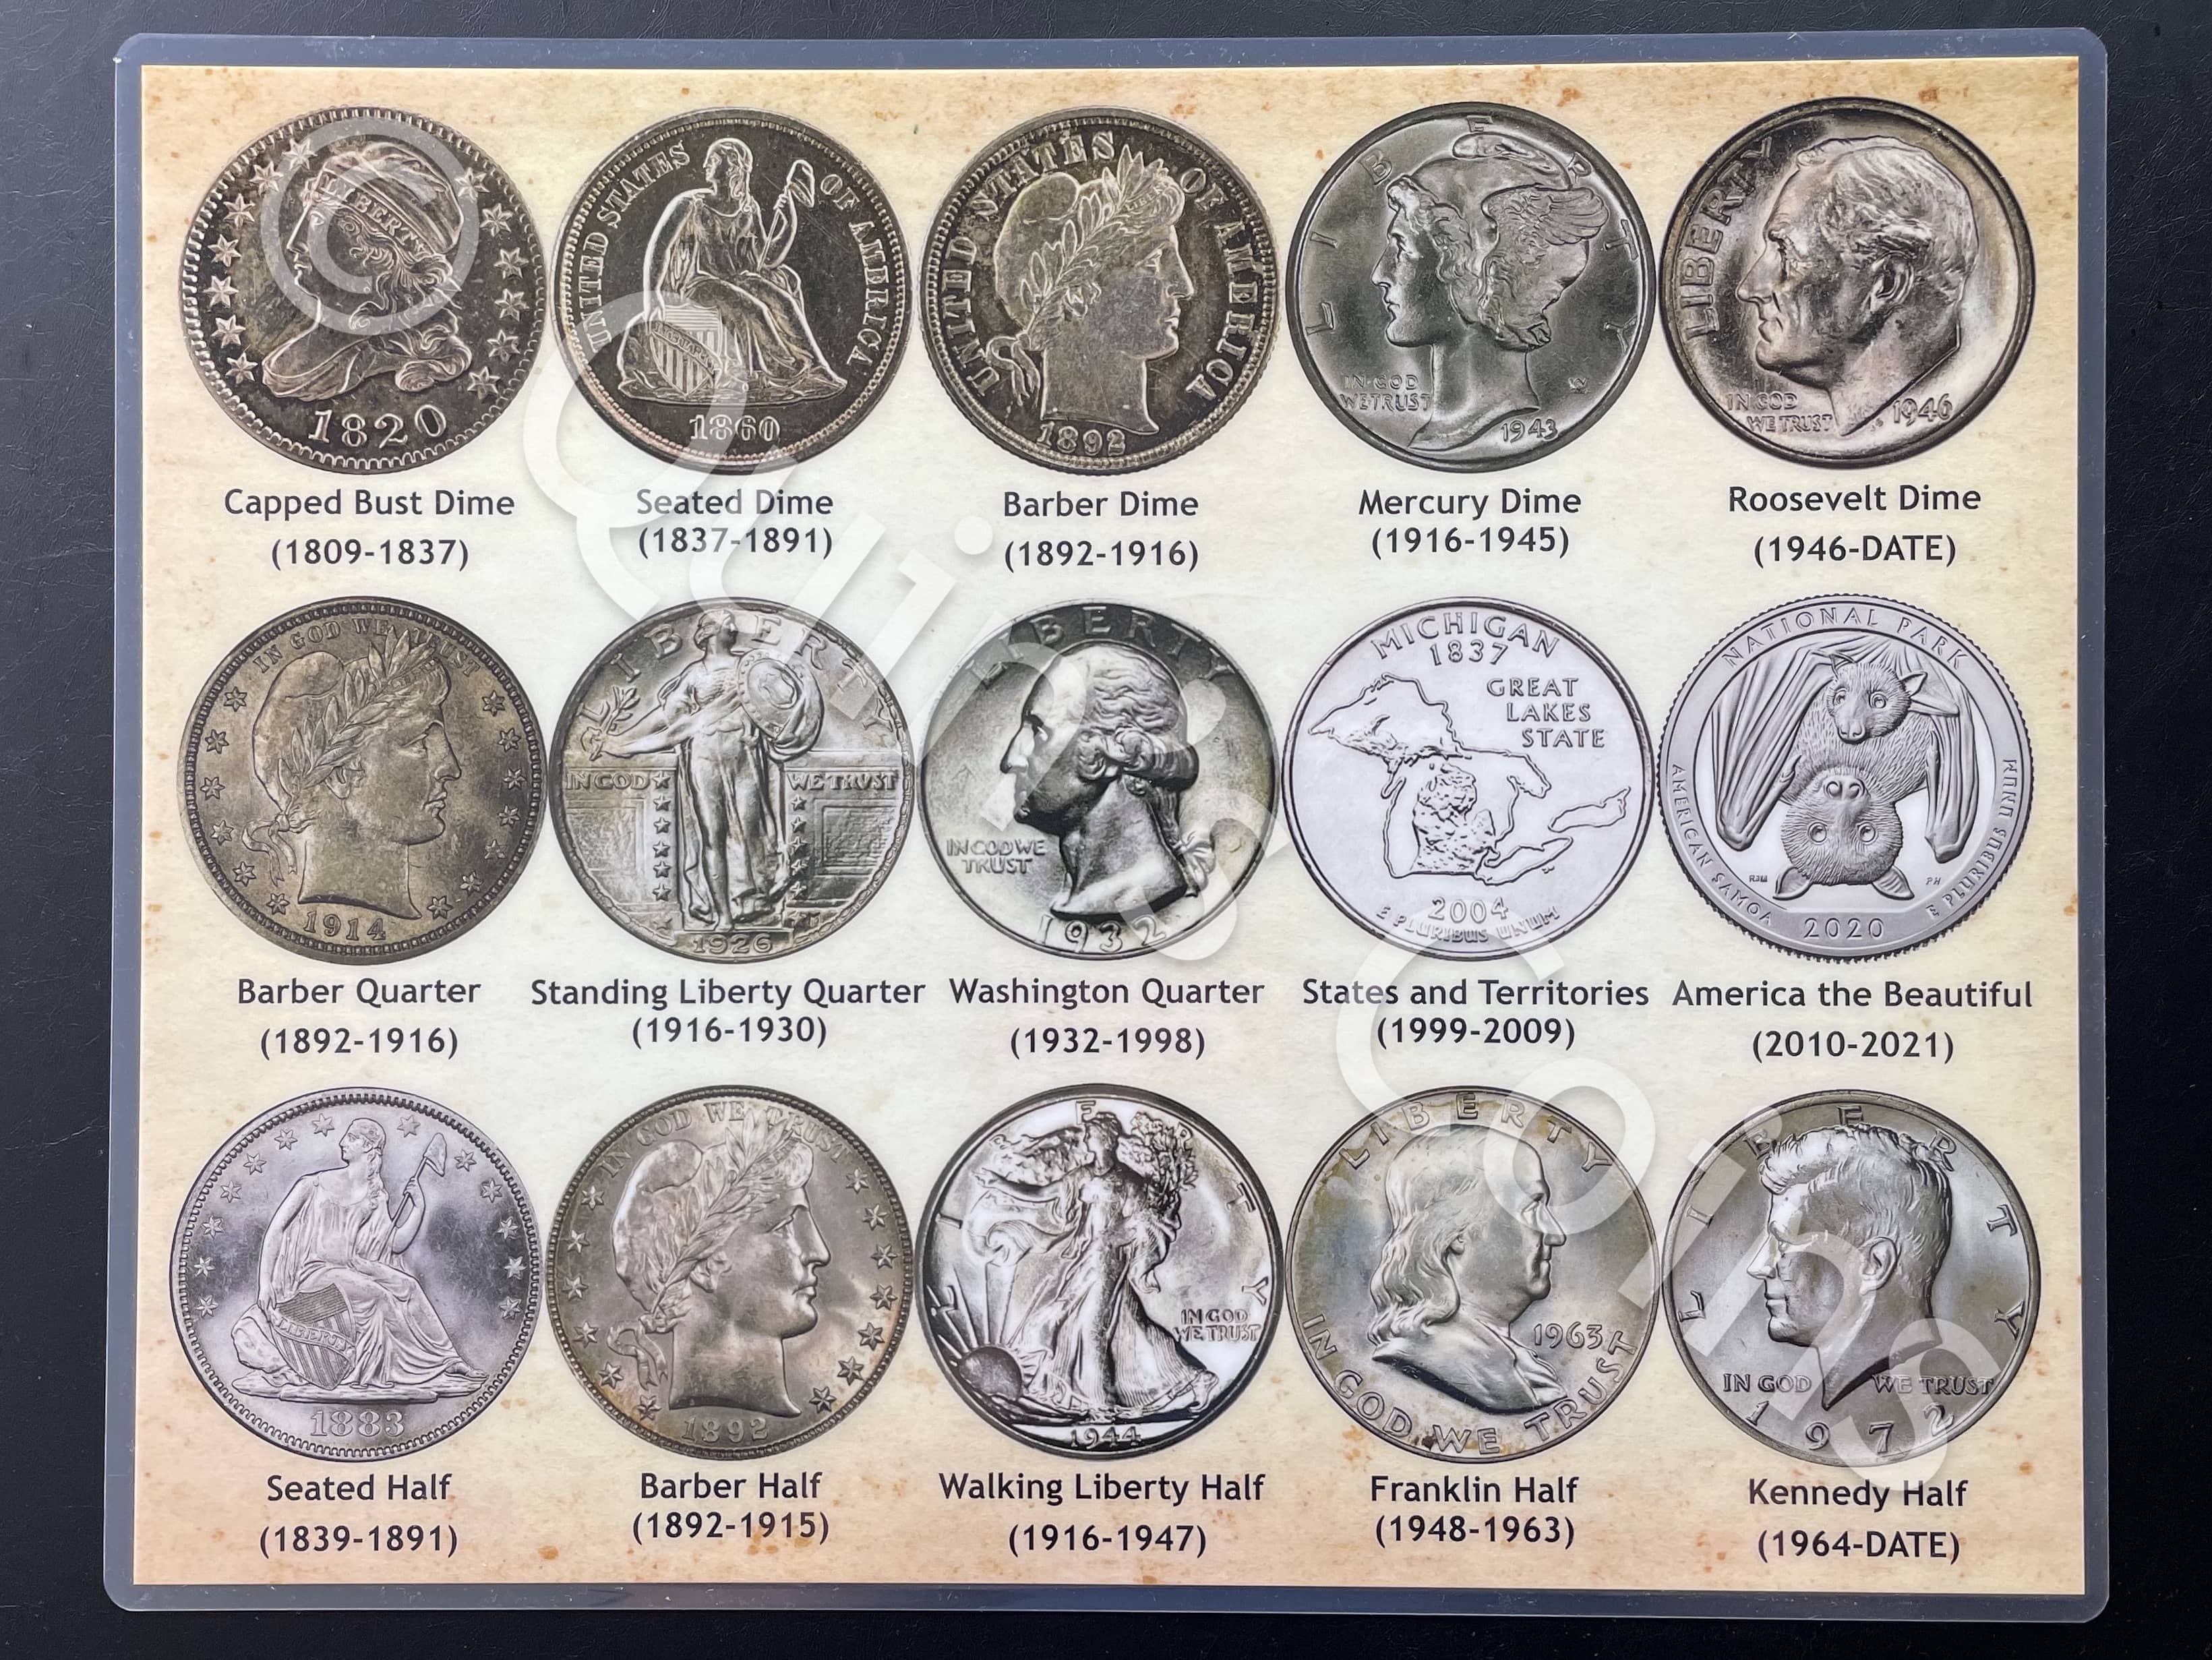 LIBERTY
1820
UNITED STATES OF AMERICA
LIBERTY
1860
UNITED STATES OF AMERICA
1892
LIBERTY
IN GOD
WE TRUST
1943
LIBERTY
IN GOD
WE TRUST
1946
Capped Bust Dime
(1809-1837)
Seated Dime
(1837-1891)
Barber Dime
(1892-1916)
Mercury Dime
(1916-1945)
Roosevelt Dime
(1946-DATE)
IN GOD WE TRUST
1914
LIBERTY
IN GOD WE TRUST
1926
LIBERTY
IN GOD WE
TRUST
1932
MICHIGAN
1837
GREAT
LAKES
STATE
2004
E PLURIBUS UNUM
NATIONAL PARK
AMERICAN SAMOA
2020
E PLURIBUS UNUM
RJM
PH
Barber Quarter
(1892-1916)
Standing Liberty Quarter
(1916-1930)
Washington Quarter
(1932-1998)
States and Territories
(1999-2009)
America the Beautiful
(2010-2021)
LIBERTY
1883
IN GOD WE TRUST
1892
LIBERTY
IN GOD
WE TRUST
1944
LIBERTY
1963
IN GOD WE TRUST
LIBERTY
IN GOD WE TRUST
1972
Seated Half
(1839-1891)
Barber Half
(1892-1915)
Walking Liberty Half
(1916-1947)
Franklin Half
(1948-1963)
Kennedy Half
(1964-DATE)
© Quinn's Coins